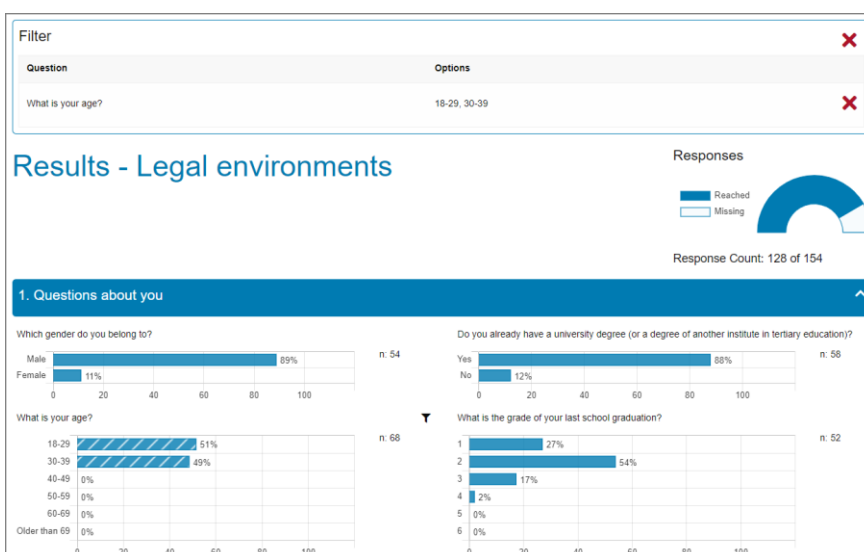 Filter
Question Options
What is your age? 18-29, 30-39
Results - Legal environments
Responses
Reached
Missing
Response Count: 128 of 154
1. Questions about you
Which gender do you belong to?
n: 54
Male 89%
Female 11%
0 20 40 60 80 100
Do you already have a university degree (or a degree of another institute in tertiary education)?
n: 58
Yes 88%
No 12%
0 20 40 60 80 100
What is your age?
n: 68
18-29 51%
30-39 49%
40-49 0%
50-59 0%
60-69 0%
Older than 69 0%
0 20 40 60 80 100
What is the grade of your last school graduation?
n: 52
1 27%
2 54%
3 17%
4 2%
5 0%
6 0%
0 20 40 60 80 100